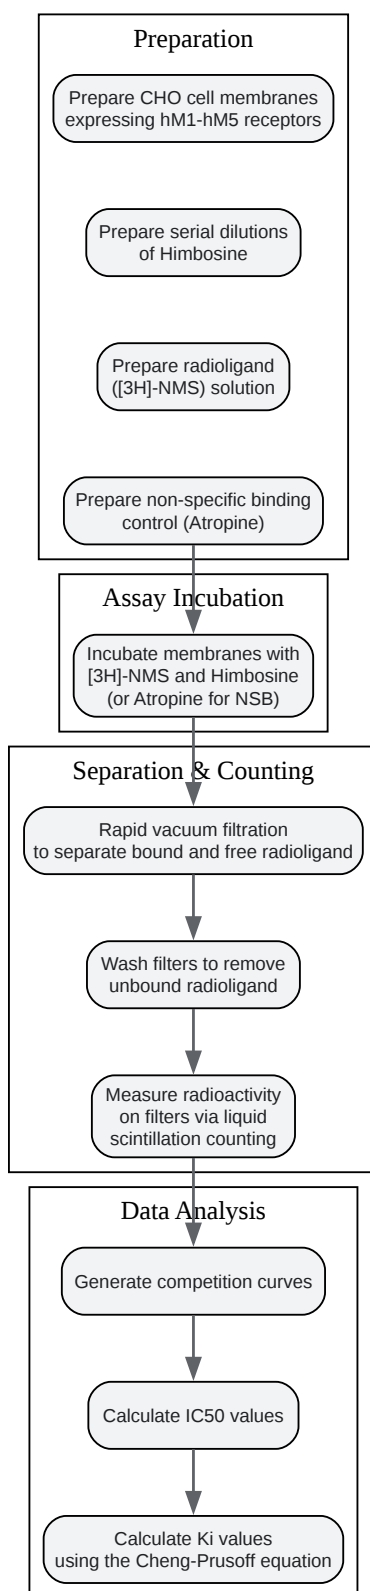 Preparation
Prepare CHO cell membranes
expressing hM1-hM5 receptors
Prepare serial dilutions
of Himbosine
Prepare radioligand
([3H]-NMS) solution
Prepare non-specific binding
control (Atropine)
Assay Incubation
Incubate membranes with
[3H]-NMS and Himbosine
(or Atropine for NSB)
Separation & Counting
Rapid vacuum filtration
to separate bound and free radioligand
Wash filters to remove
unbound radioligand
Measure radioactivity
on filters via liquid
scintillation counting
Data Analysis
Generate competition curves
Calculate IC50 values
Calculate Ki values
using the Cheng-Prusoff equation